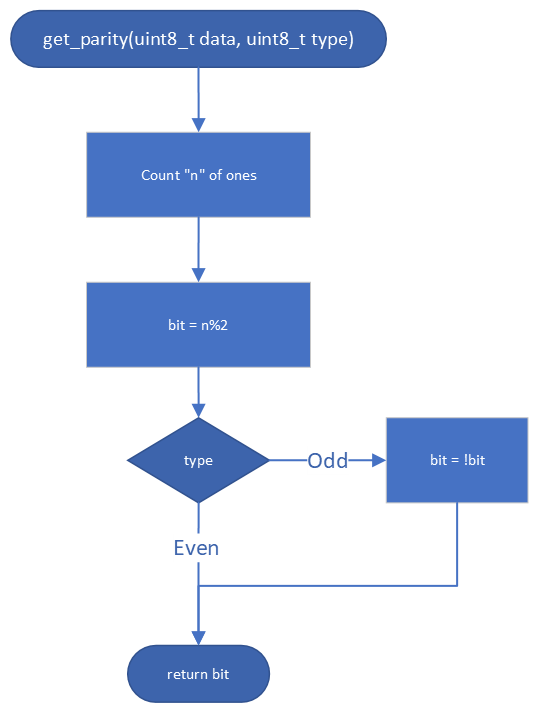 get_parity(uint8_t data, uint8_t type)
Count "n" of ones
bit = n%2
type
Odd
bit = !bit
Even
return bit